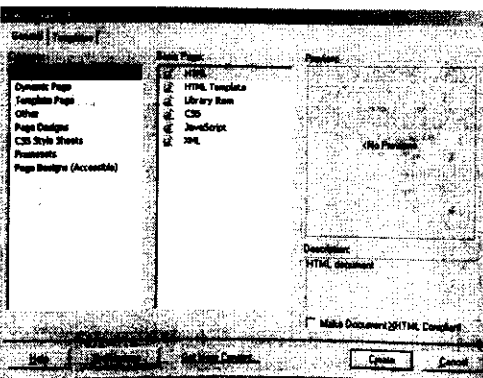 General
Basic Page:
Preview:
Dynamic Page
Template Page
Other
Page Designs
CSS Style Sheets
Framesets
Page Designs (Accessible)
HTML
HTML Template
Library Item
CSS
JavaScript
XML
<No Preview>
Description:
HTML document
Make Document XHTML Compliant
Help
Get More Content...
Create
Cancel